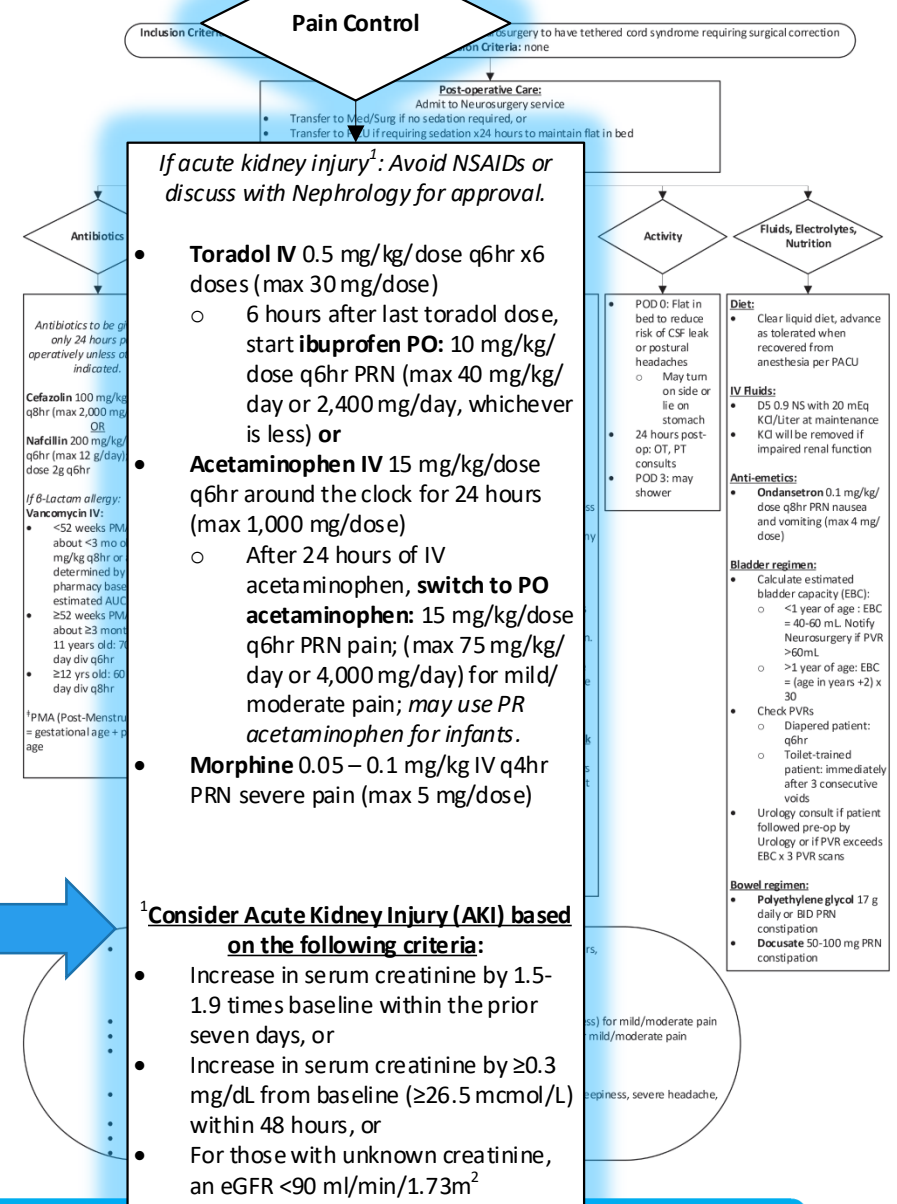 Pain Control
Inclusion Criteri
osurgery to have tethered cord syndrome requiring surgical correction
ion Criteria: none
Post-operative Care:
Admit to Neurosurgery service
• Transfer to Med/Surg if no sedation required, or
• Transfer to PICU if requiring sedation x24 hours to maintain flat in bed
If acute kidney injury¹: Avoid NSAIDs or
discuss with Nephrology for approval.
• Toradol IV 0.5 mg/kg/dose q6hr x6
doses (max 30 mg/dose)
○ 6 hours after last toradol dose,
start ibuprofen PO: 10 mg/kg/
dose q6hr PRN (max 40 mg/kg/
day or 2,400 mg/day, whichever
is less) or
• Acetaminophen IV 15 mg/kg/dose
q6hr around the clock for 24 hours
(max 1,000 mg/dose)
○ After 24 hours of IV
acetaminophen, switch to PO
acetaminophen: 15 mg/kg/dose
q6hr PRN pain; (max 75 mg/kg/
day or 4,000 mg/day) for mild/
moderate pain; may use PR
acetaminophen for infants.
• Morphine 0.05 – 0.1 mg/kg IV q4hr
PRN severe pain (max 5 mg/dose)
¹Consider Acute Kidney Injury (AKI) based
on the following criteria:
• Increase in serum creatinine by 1.5-
1.9 times baseline within the prior
seven days, or
• Increase in serum creatinine by ≥0.3
mg/dL from baseline (≥26.5 mcmol/L)
within 48 hours, or
• For those with unknown creatinine,
an eGFR <90 ml/min/1.73m²
Antibiotics
Antibiotics to be gi
only 24 hours p
operatively unless ot
indicated.
Cefazolin 100 mg/kg
q8hr (max 2,000 mg
OR
Nafcillin 200 mg/kg/
q6hr (max 12 g/day)
dose 2g q6hr
If β-Lactam allergy:
Vancomycin IV:
• <52 weeks PM
about <3 mo o
mg/kg q8hr or
determined by
pharmacy base
estimated AUC
• ≥52 weeks PM
about ≥3 mont
11 years old: 70
day div q6hr
• ≥12 yrs old: 60
day div q8hr
†PMA (Post-Menstru
= gestational age + p
age
Activity
• POD 0: Flat in
bed to reduce
risk of CSF leak
or postural
headaches
○ May turn
on side or
lie on
stomach
• 24 hours post-
op: OT, PT
consults
• POD 3: may
shower
Fluids, Electrolytes,
Nutrition
Diet:
• Clear liquid diet, advance
as tolerated when
recovered from
anesthesia per PACU
IV Fluids:
• D5 0.9 NS with 20 mEq
KCl/Liter at maintenance
• KCl will be removed if
impaired renal function
Anti-emetics:
• Ondansetron 0.1 mg/kg/
dose q8hr PRN nausea
and vomiting (max 4 mg/
dose)
Bladder regimen:
• Calculate estimated
bladder capacity (EBC):
○ <1 year of age : EBC
= 40-60 mL. Notify
Neurosurgery if PVR
>60mL
○ >1 year of age: EBC
= (age in years +2) x
30
• Check PVRs
○ Diapered patient:
q6hr
○ Toilet-trained
patient: immediately
after 3 consecutive
voids
• Urology consult if patient
followed pre-op by
Urology or if PVR exceeds
EBC x 3 PVR scans
Bowel regimen:
• Polyethylene glycol 17 g
daily or BID PRN
constipation
• Docusate 50-100 mg PRN
constipation
rs,
ss) for mild/moderate pain
mild/moderate pain
eepiness, severe headache,